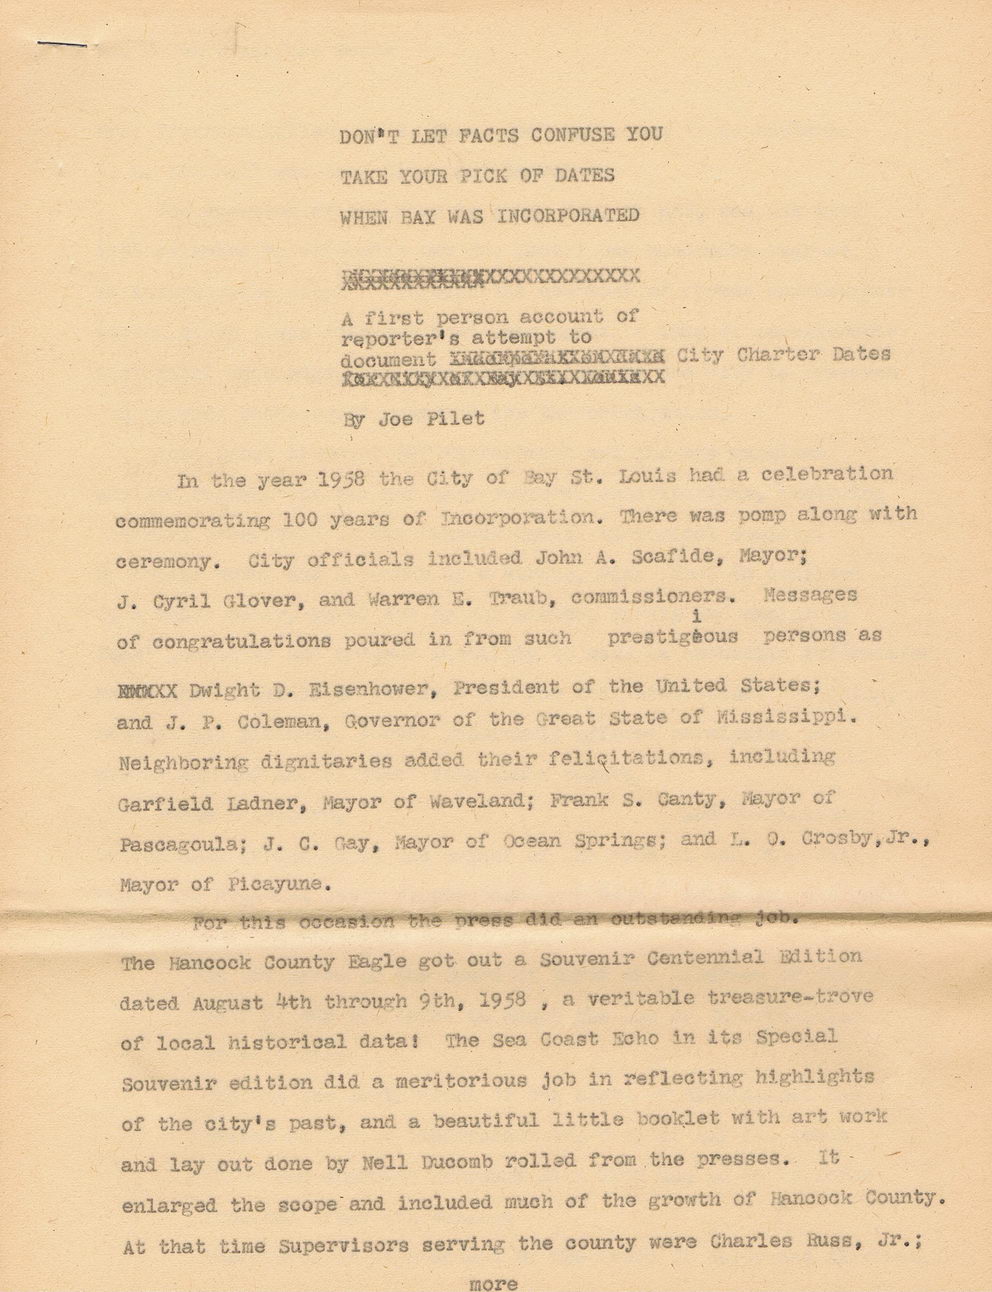 DON'T LET FACTS CONFUSE YOU
TAKE YOUR PICK OF DATES
WHEN BAY WAS INCORPORATED
A first person account of
reporter's attempt to
document City Charter Dates
By Joe Pilet
In the year 1958 the City of Bay St. Louis had a celebration
commemorating 100 years of Incorporation. There was pomp along with
ceremony. City officials included John A. Scafide, Mayor;
J. Cyril Glover, and Warren E. Traub, commissioners. Messages
i
of congratulations poured in from such prestigeous persons as
Dwight D. Eisenhower, President of the United States;
and J. P. Coleman, Governor of the Great State of Mississippi.
Neighboring dignitaries added their felicitations, including
Garfield Ladner, Mayor of Waveland; Frank S. Canty, Mayor of
Pascagoula; J. C. Gay, Mayor of Ocean Springs; and L. O. Crosby,Jr.,
Mayor of Picayune.
For this occasion the press did an outstanding job.
The Hancock County Eagle got out a Souvenir Centennial Edition
dated August 4th through 9th, 1958 , a veritable treasure-trove
of local historical data! The Sea Coast Echo in its Special
Souvenir edition did a meritorious job in reflecting highlights
of the city's past, and a beautiful little booklet with art work
and lay out done by Nell Ducomb rolled from the presses. It
enlarged the scope and included much of the growth of Hancock County.
At that time Supervisors serving the county were Charles Russ, Jr.;
more